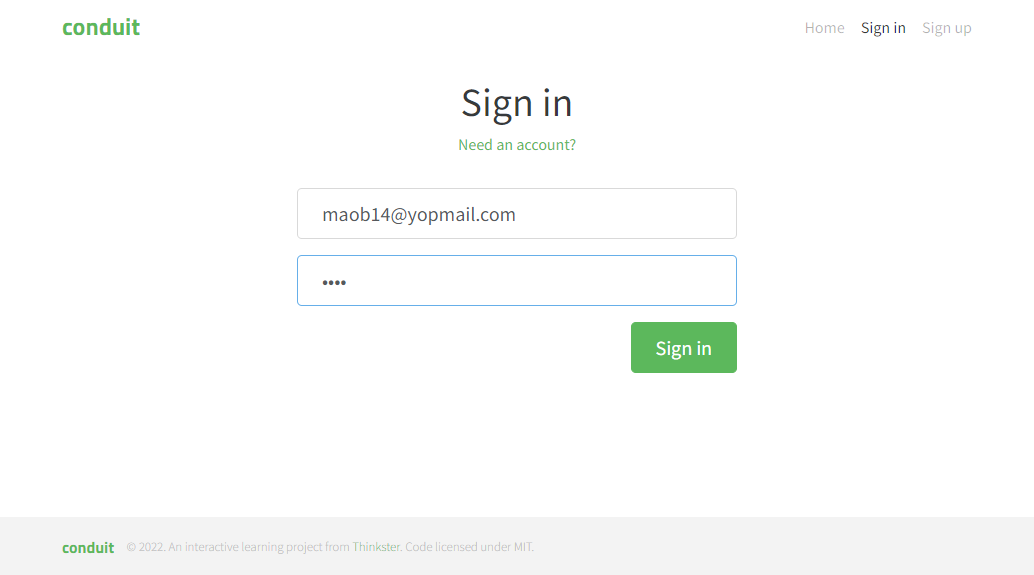 conduit
Home Sign in Sign up
Sign in
Need an account?
maob14@yopmail.com
••••
Sign in
conduit © 2022. An interactive learning project from Thinkster. Code licensed under MIT.